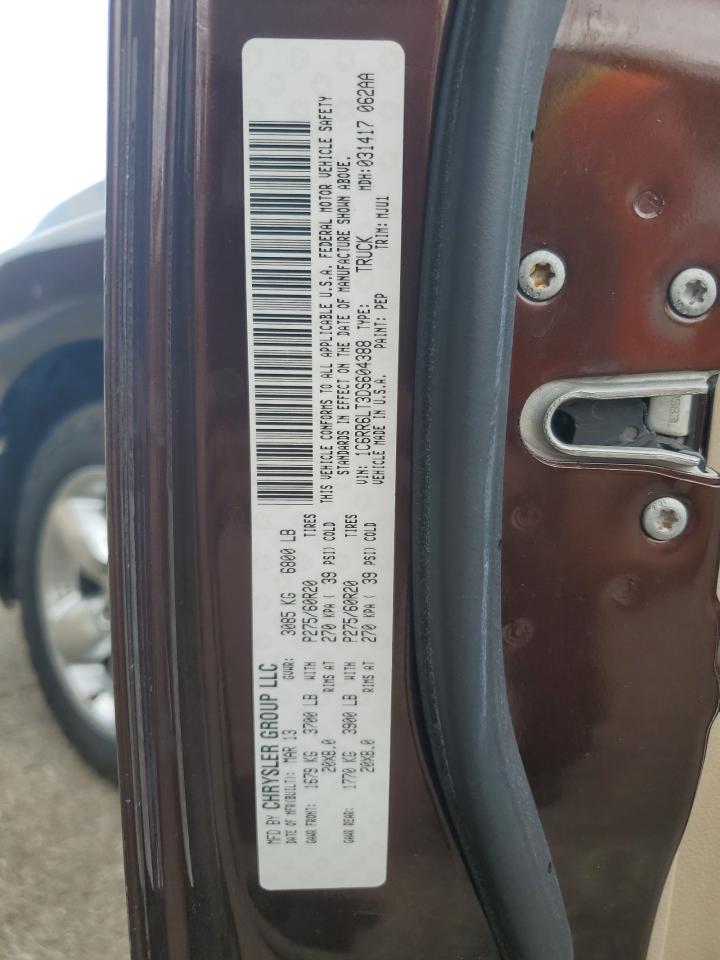 MFD BY CHRYSLER GROUP LLC
DATE OF MFR(BUILT): MAR 13 GVWR: 3085 KG 6800 LB
GAWR FRONT: 1679 KG 3700 LB WITH P275/60R20 TIRES
20X8.0 RIMS AT 270 KPA ( 39 PSI) COLD
GAWR REAR: 1770 KG 3900 LB WITH P275/60R20 TIRES
20X8.0 RIMS AT 270 KPA ( 39 PSI) COLD
THIS VEHICLE CONFORMS TO ALL APPLICABLE U.S.A. FEDERAL MOTOR VEHICLE SAFETY
STANDARDS IN EFFECT ON THE DATE OF MANUFACTURE SHOWN ABOVE.
VIN: 1C6RR6LT3DS604388 TYPE: TRUCK MDH: 031417 062AA
VEHICLE MADE IN U.S.A. PAINT: PEP TRIM: MJU1